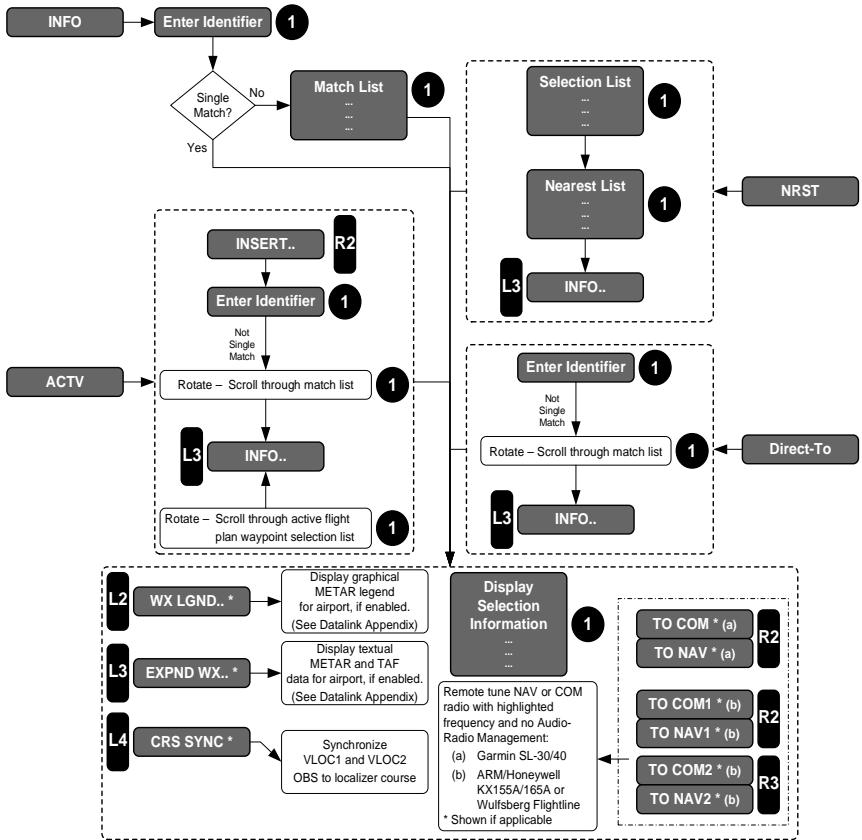 INFO
Enter Identifier
1
Single
Match?
No
Yes
Match List
...
...
...
1
Selection List
...
...
...
1
Nearest List
...
...
...
1
L3
INFO..
NRST
INSERT..
R2
Enter Identifier
1
Not
Single
Match
Rotate – Scroll through match list
1
L3
INFO..
Rotate – Scroll through active flight
plan waypoint selection list
1
ACTV
Enter Identifier
1
Not
Single
Match
Rotate – Scroll through match list
1
L3
INFO..
Direct-To
L2
WX LGND.. *
Display graphical
METAR legend
for airport, if enabled.
(See Datalink Appendix)
L3
EXPND WX.. *
Display textual
METAR and TAF
data for airport, if enabled.
(See Datalink Appendix)
L4
CRS SYNC *
Synchronize
VLOC1 and VLOC2
OBS to localizer course
Display
Selection
Information
...
...
...
1
Remote tune NAV or COM
radio with highlighted
frequency and no Audio-
Radio Management:
(a) Garmin SL-30/40
(b) ARM/Honeywell
KX155A/165A or
Wulfsberg Flightline
* Shown if applicable
TO COM * (a)
TO NAV * (a)
R2
TO COM1 * (b)
TO NAV1 * (b)
R2
TO COM2 * (b)
TO NAV2 * (b)
R3